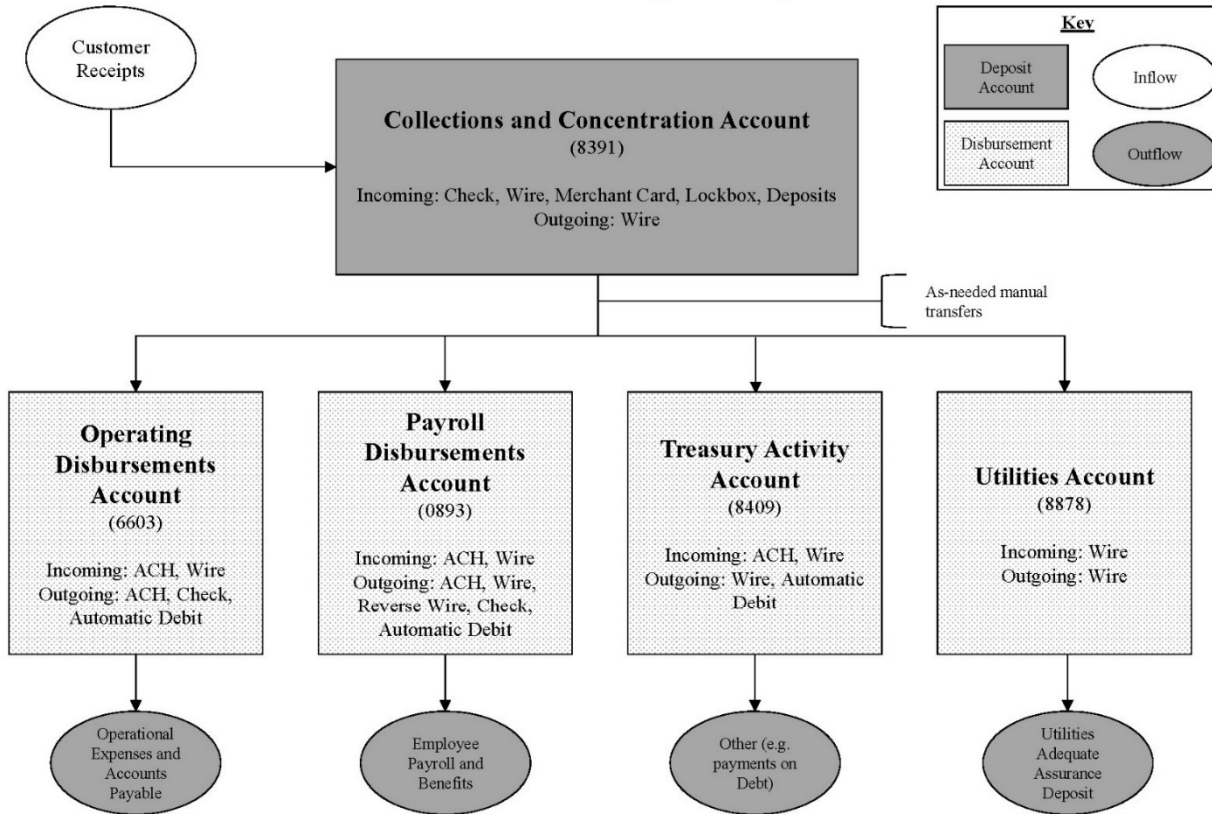 Customer
Receipts
Key
Deposit
Account
Inflow
Disbursement
Account
Outflow
Collections and Concentration Account
(8391)
Incoming: Check, Wire, Merchant Card, Lockbox, Deposits
Outgoing: Wire
As-needed manual
transfers
Operating
Disbursements
Account
(6603)
Incoming: ACH, Wire
Outgoing: ACH, Check,
Automatic Debit
Payroll
Disbursements
Account
(0893)
Incoming: ACH, Wire
Outgoing: ACH, Wire,
Reverse Wire, Check,
Automatic Debit
Treasury Activity
Account
(8409)
Incoming: ACH, Wire
Outgoing: Wire, Automatic
Debit
Utilities Account
(8878)
Incoming: Wire
Outgoing: Wire
Operational
Expenses and
Accounts
Payable
Employee
Payroll and
Benefits
Other (e.g.
payments on
Debt)
Utilities
Adequate
Assurance
Deposit